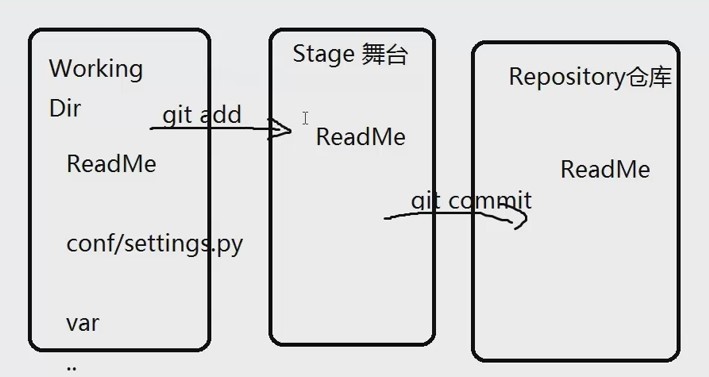 Working
Dir
git add
ReadMe
conf/settings.py
var
..
Stage 舞台
ReadMe
git commit
Repository仓库
ReadMe